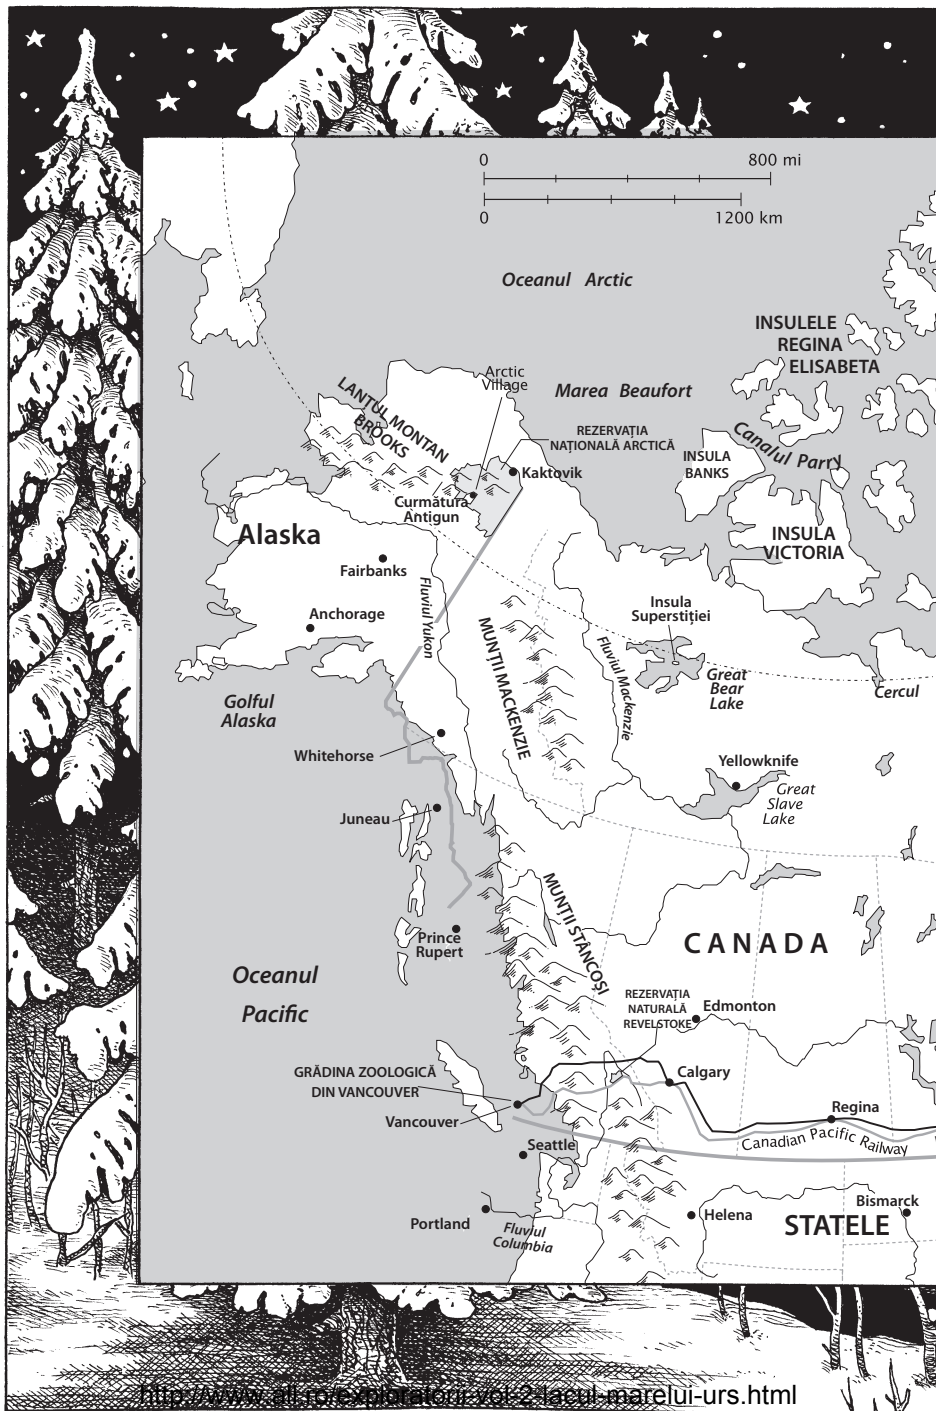 0 800 mi
0 1200 km
Oceanul Arctic
INSULELE
REGINA
ELISABETA
Arctic
Village
Marea Beaufort
LANTUL MONTAN
BROOKS
REZERVAȚIA
NAȚIONALĂ ARCTICĂ
Canalul Parry
INSULA
BANKS
Kaktovik
Curmătura
Antigun
Alaska
INSULA
VICTORIA
Fairbanks
Fluviul Yukon
Anchorage
Insula
Superstiției
MUNȚII MACKENZIE
Fluviul Mackenzie
Great
Bear
Lake
Cercul
Golful
Alaska
Whitehorse
Yellowknife
Great
Slave
Lake
Juneau
MUNȚII STÂNCOȘI
Prince
Rupert
CANADA
Oceanul
Pacific
REZERVAȚIA
NATURALĂ
REVELSTOKE
Edmonton
GRĂDINA ZOOLOGICĂ
DIN VANCOUVER
Calgary
Vancouver
Regina
Canadian Pacific Railway
Seattle
Portland
Fluviul
Columbia
Helena
Bismarck
STATELE
http://www.all.ro/exploratorii-vol-2-lacul-marelui-urs.html